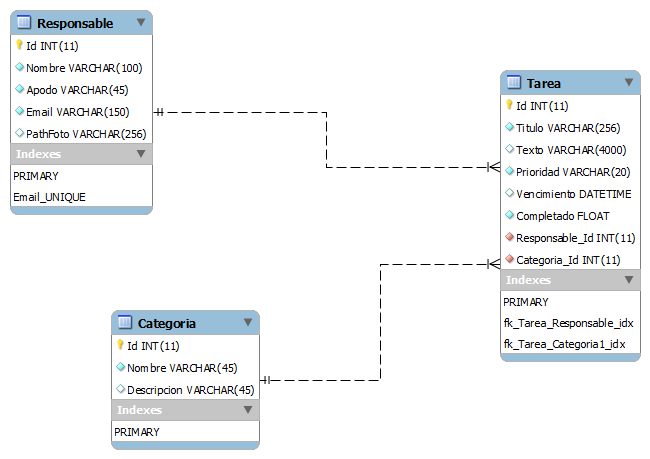 Responsable
Id INT(11)
Nombre VARCHAR(100)
Apodo VARCHAR(45)
Email VARCHAR(150)
PathFoto VARCHAR(256)
Indexes
PRIMARY
Email_UNIQUE
Tarea
Id INT(11)
Titulo VARCHAR(256)
Texto VARCHAR(4000)
Prioridad VARCHAR(20)
Vencimiento DATETIME
Completado FLOAT
Responsable_Id INT(11)
Categoria_Id INT(11)
Indexes
PRIMARY
fk_Tarea_Responsable_idx
fk_Tarea_Categoria1_idx
Categoria
Id INT(11)
Nombre VARCHAR(45)
Descripcion VARCHAR(45)
Indexes
PRIMARY